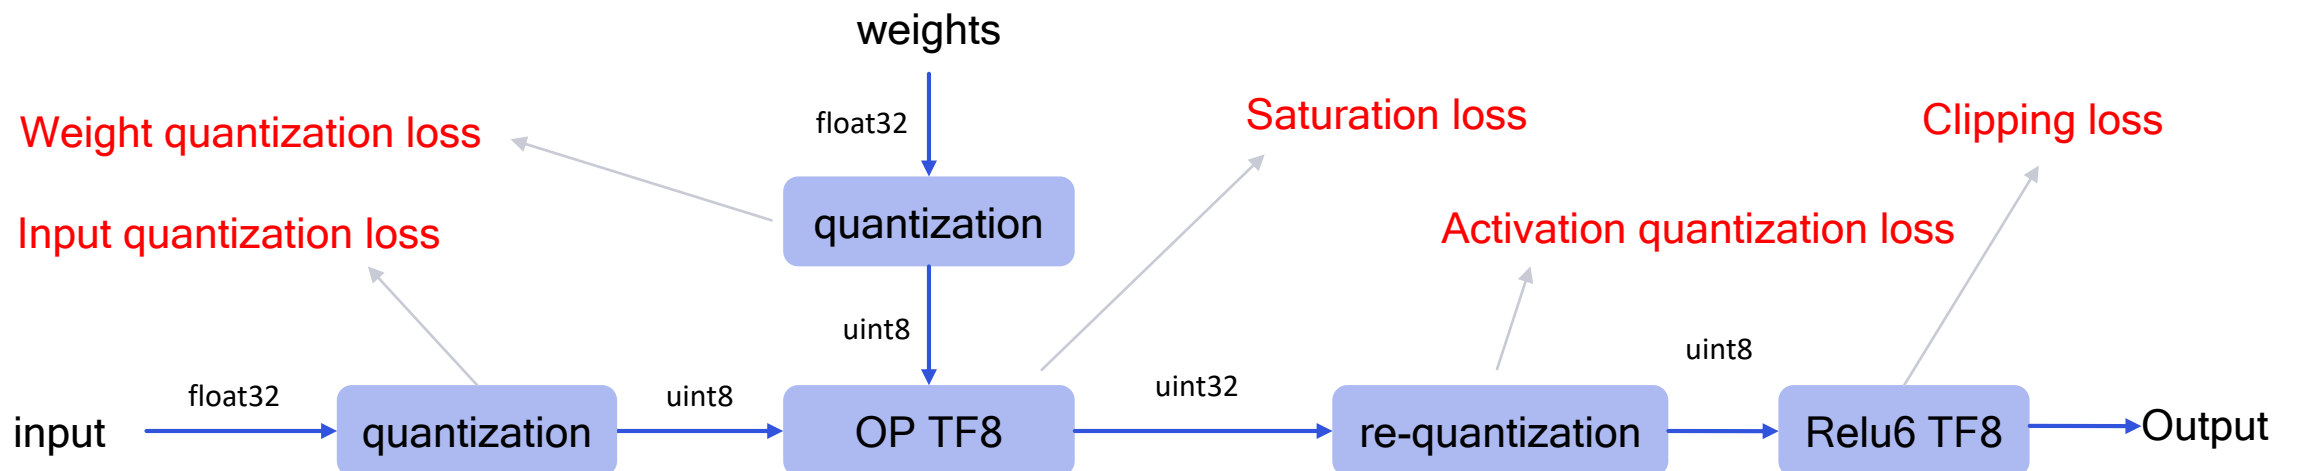 weights
float32
Weight quantization loss
Saturation loss
Clipping loss
quantization
Input quantization loss
Activation quantization loss
uint8
uint8
float32
uint8
uint32
input
quantization
OP TF8
re-quantization
Relu6 TF8
Output